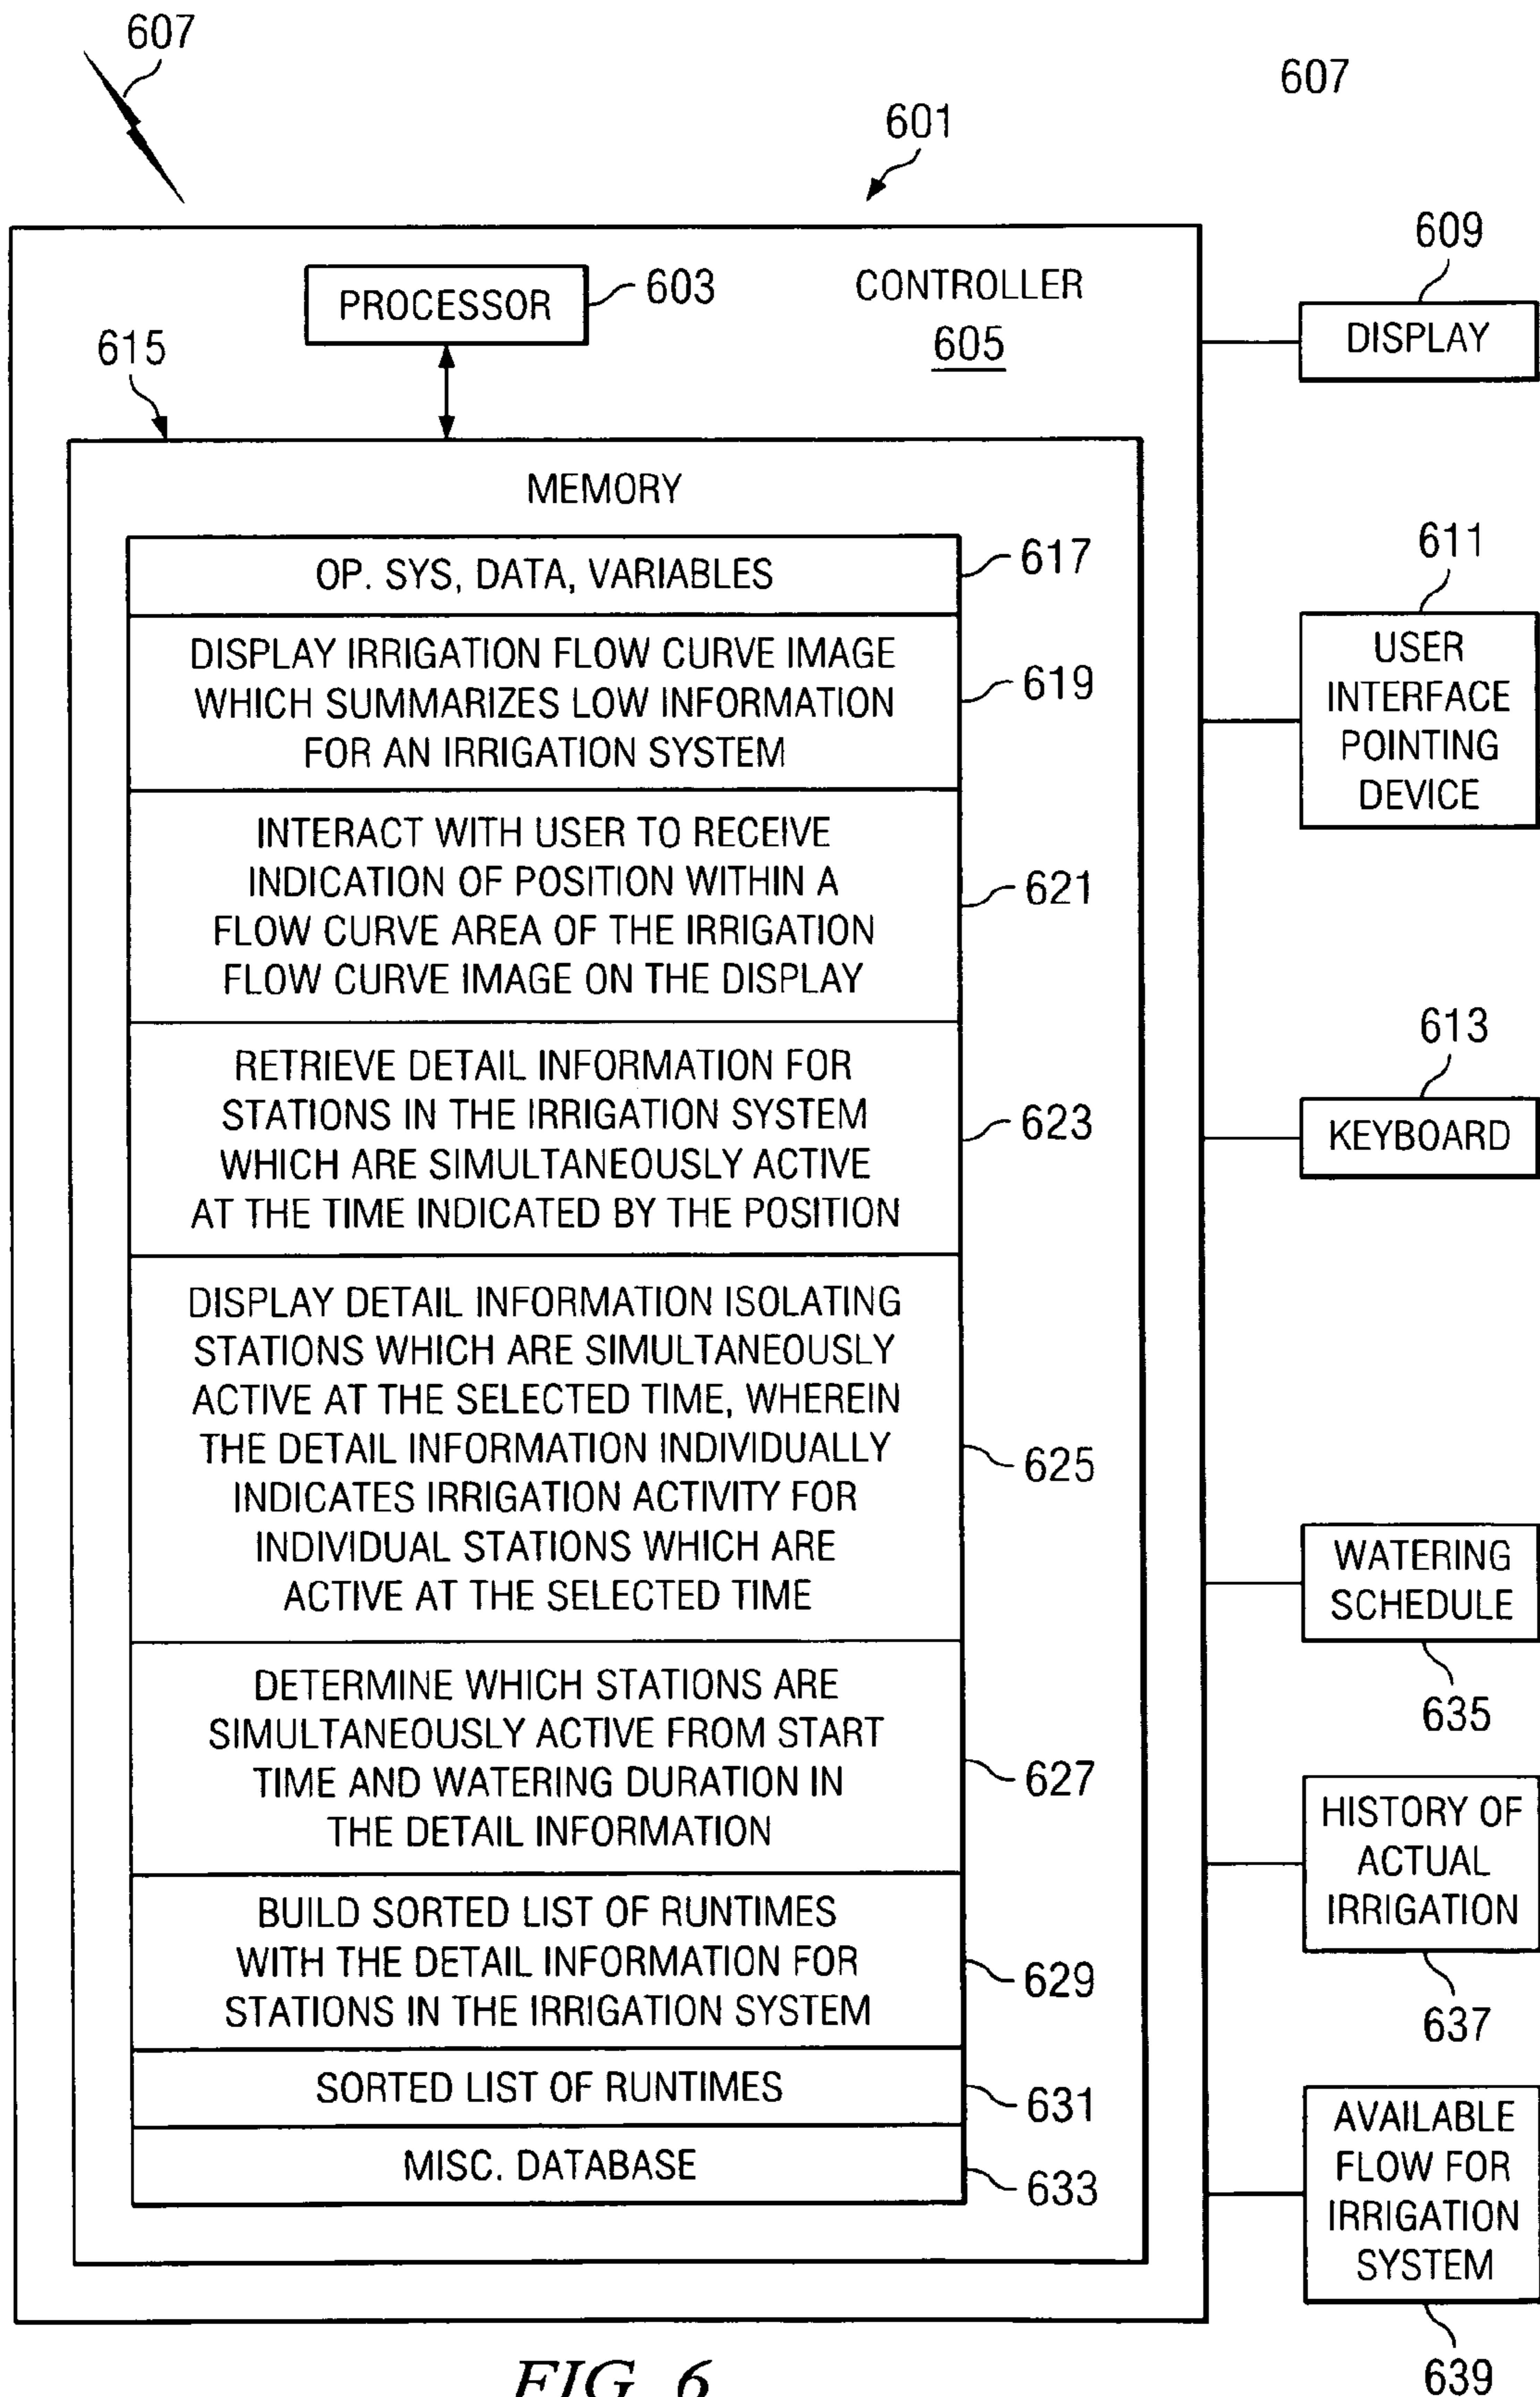 607
607
601
609
PROCESSOR
603
CONTROLLER
605
DISPLAY
615
MEMORY
611
OP. SYS, DATA, VARIABLES
617
USER
INTERFACE
POINTING
DEVICE
DISPLAY IRRIGATION FLOW CURVE IMAGE
WHICH SUMMARIZES LOW INFORMATION
FOR AN IRRIGATION SYSTEM
619
INTERACT WITH USER TO RECEIVE
INDICATION OF POSITION WITHIN A
FLOW CURVE AREA OF THE IRRIGATION
FLOW CURVE IMAGE ON THE DISPLAY
621
613
KEYBOARD
RETRIEVE DETAIL INFORMATION FOR
STATIONS IN THE IRRIGATION SYSTEM
WHICH ARE SIMULTANEOUSLY ACTIVE
AT THE TIME INDICATED BY THE POSITION
623
DISPLAY DETAIL INFORMATION ISOLATING
STATIONS WHICH ARE SIMULTANEOUSLY
ACTIVE AT THE SELECTED TIME, WHEREIN
THE DETAIL INFORMATION INDIVIDUALLY
INDICATES IRRIGATION ACTIVITY FOR
INDIVIDUAL STATIONS WHICH ARE
ACTIVE AT THE SELECTED TIME
625
WATERING
SCHEDULE
635
DETERMINE WHICH STATIONS ARE
SIMULTANEOUSLY ACTIVE FROM START
TIME AND WATERING DURATION IN
THE DETAIL INFORMATION
627
HISTORY OF
ACTUAL
IRRIGATION
637
BUILD SORTED LIST OF RUNTIMES
WITH THE DETAIL INFORMATION FOR
STATIONS IN THE IRRIGATION SYSTEM
629
SORTED LIST OF RUNTIMES
631
MISC. DATABASE
633
AVAILABLE
FLOW FOR
IRRIGATION
SYSTEM
639
FIG. 6